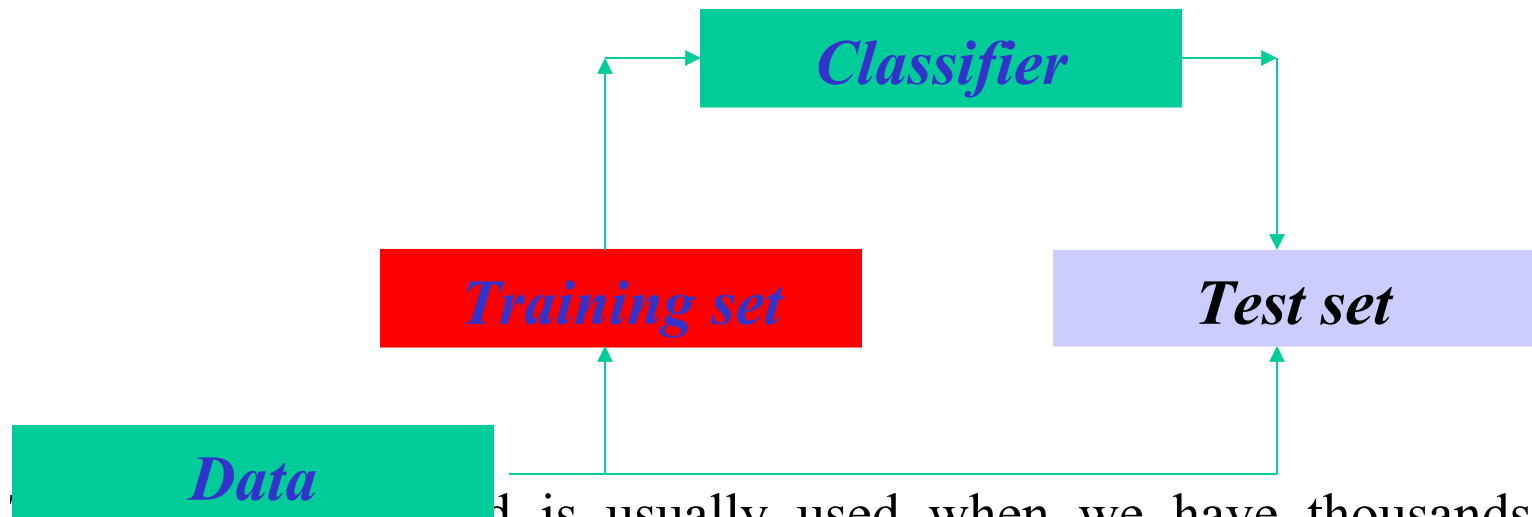 Classifier
Training set
Test set
Data
is usually used when we have thousands